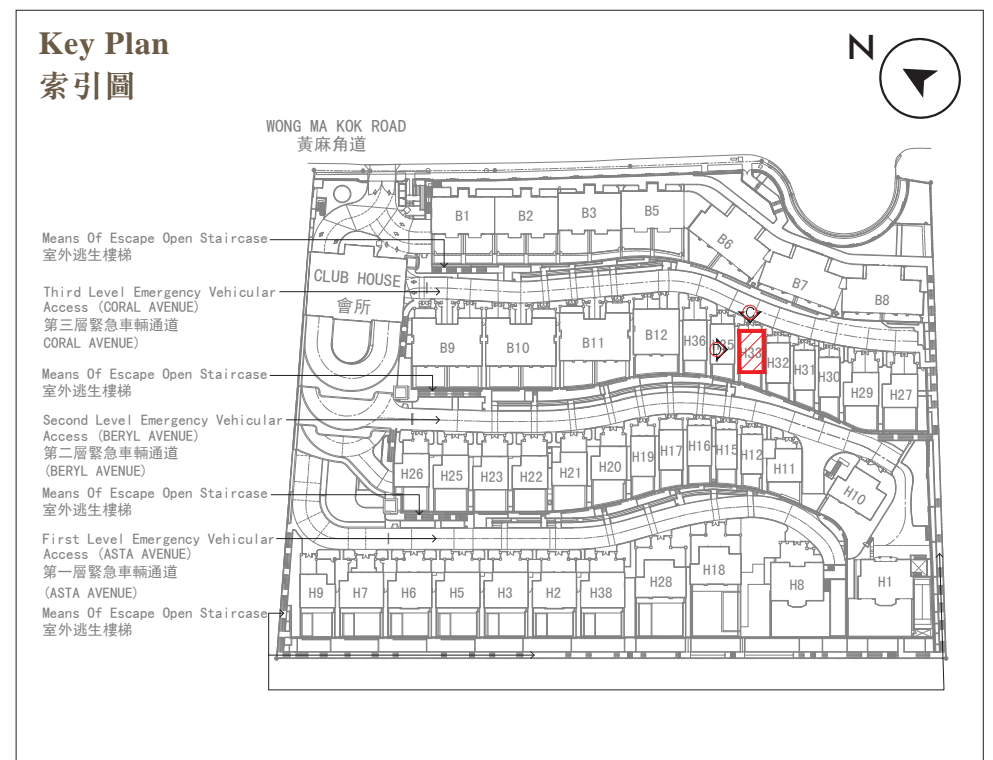 Key Plan
索引圖
N
WONG MA KOK ROAD
黃麻角道
Means Of Escape Open Staircase
室外逃生樓梯
CLUB HOUSE
會所
Third Level Emergency Vehicular
Access (CORAL AVENUE)
第三層緊急車輛通道
CORAL AVENUE)
Means Of Escape Open Staircase
室外逃生樓梯
Second Level Emergency Vehicular
Access (BERYL AVENUE)
第二層緊急車輛通道
(BERYL AVENUE)
Means Of Escape Open Staircase
室外逃生樓梯
First Level Emergency Vehicular
Access (ASTA AVENUE)
第一層緊急車輛通道
(ASTA AVENUE)
Means Of Escape Open Staircase
室外逃生樓梯
B1 B2 B3 B5
B6
B7
B8
B9 B10 B11 B12 H36 H35 H33 H32 H31 H30 H29 H27
C
D
H26 H25 H23 H22 H21 H20 H19 H17 H16 H15 H12 H11
H10
H9 H7 H6 H5 H3 H2 H38 H28 H18 H8 H1